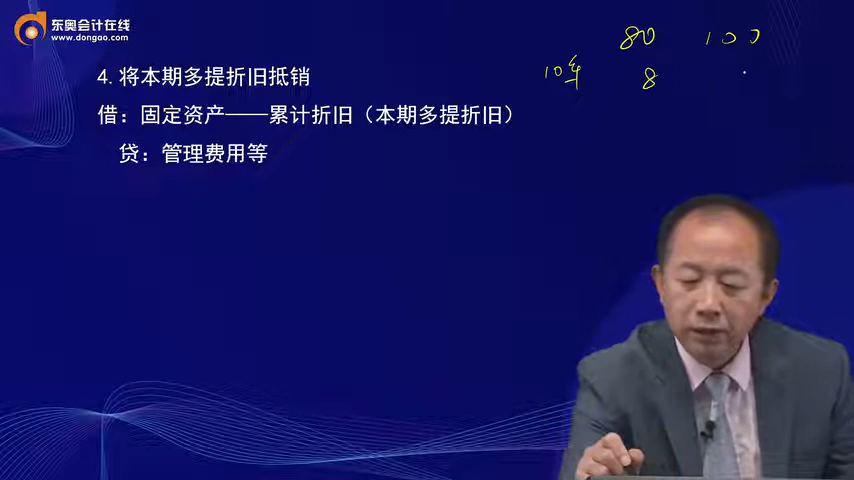 东奥会计在线
www.dongao.com
80 100
10年 8
4.将本期多提折旧抵销
借：固定资产——累计折旧（本期多提折旧）
贷：管理费用等